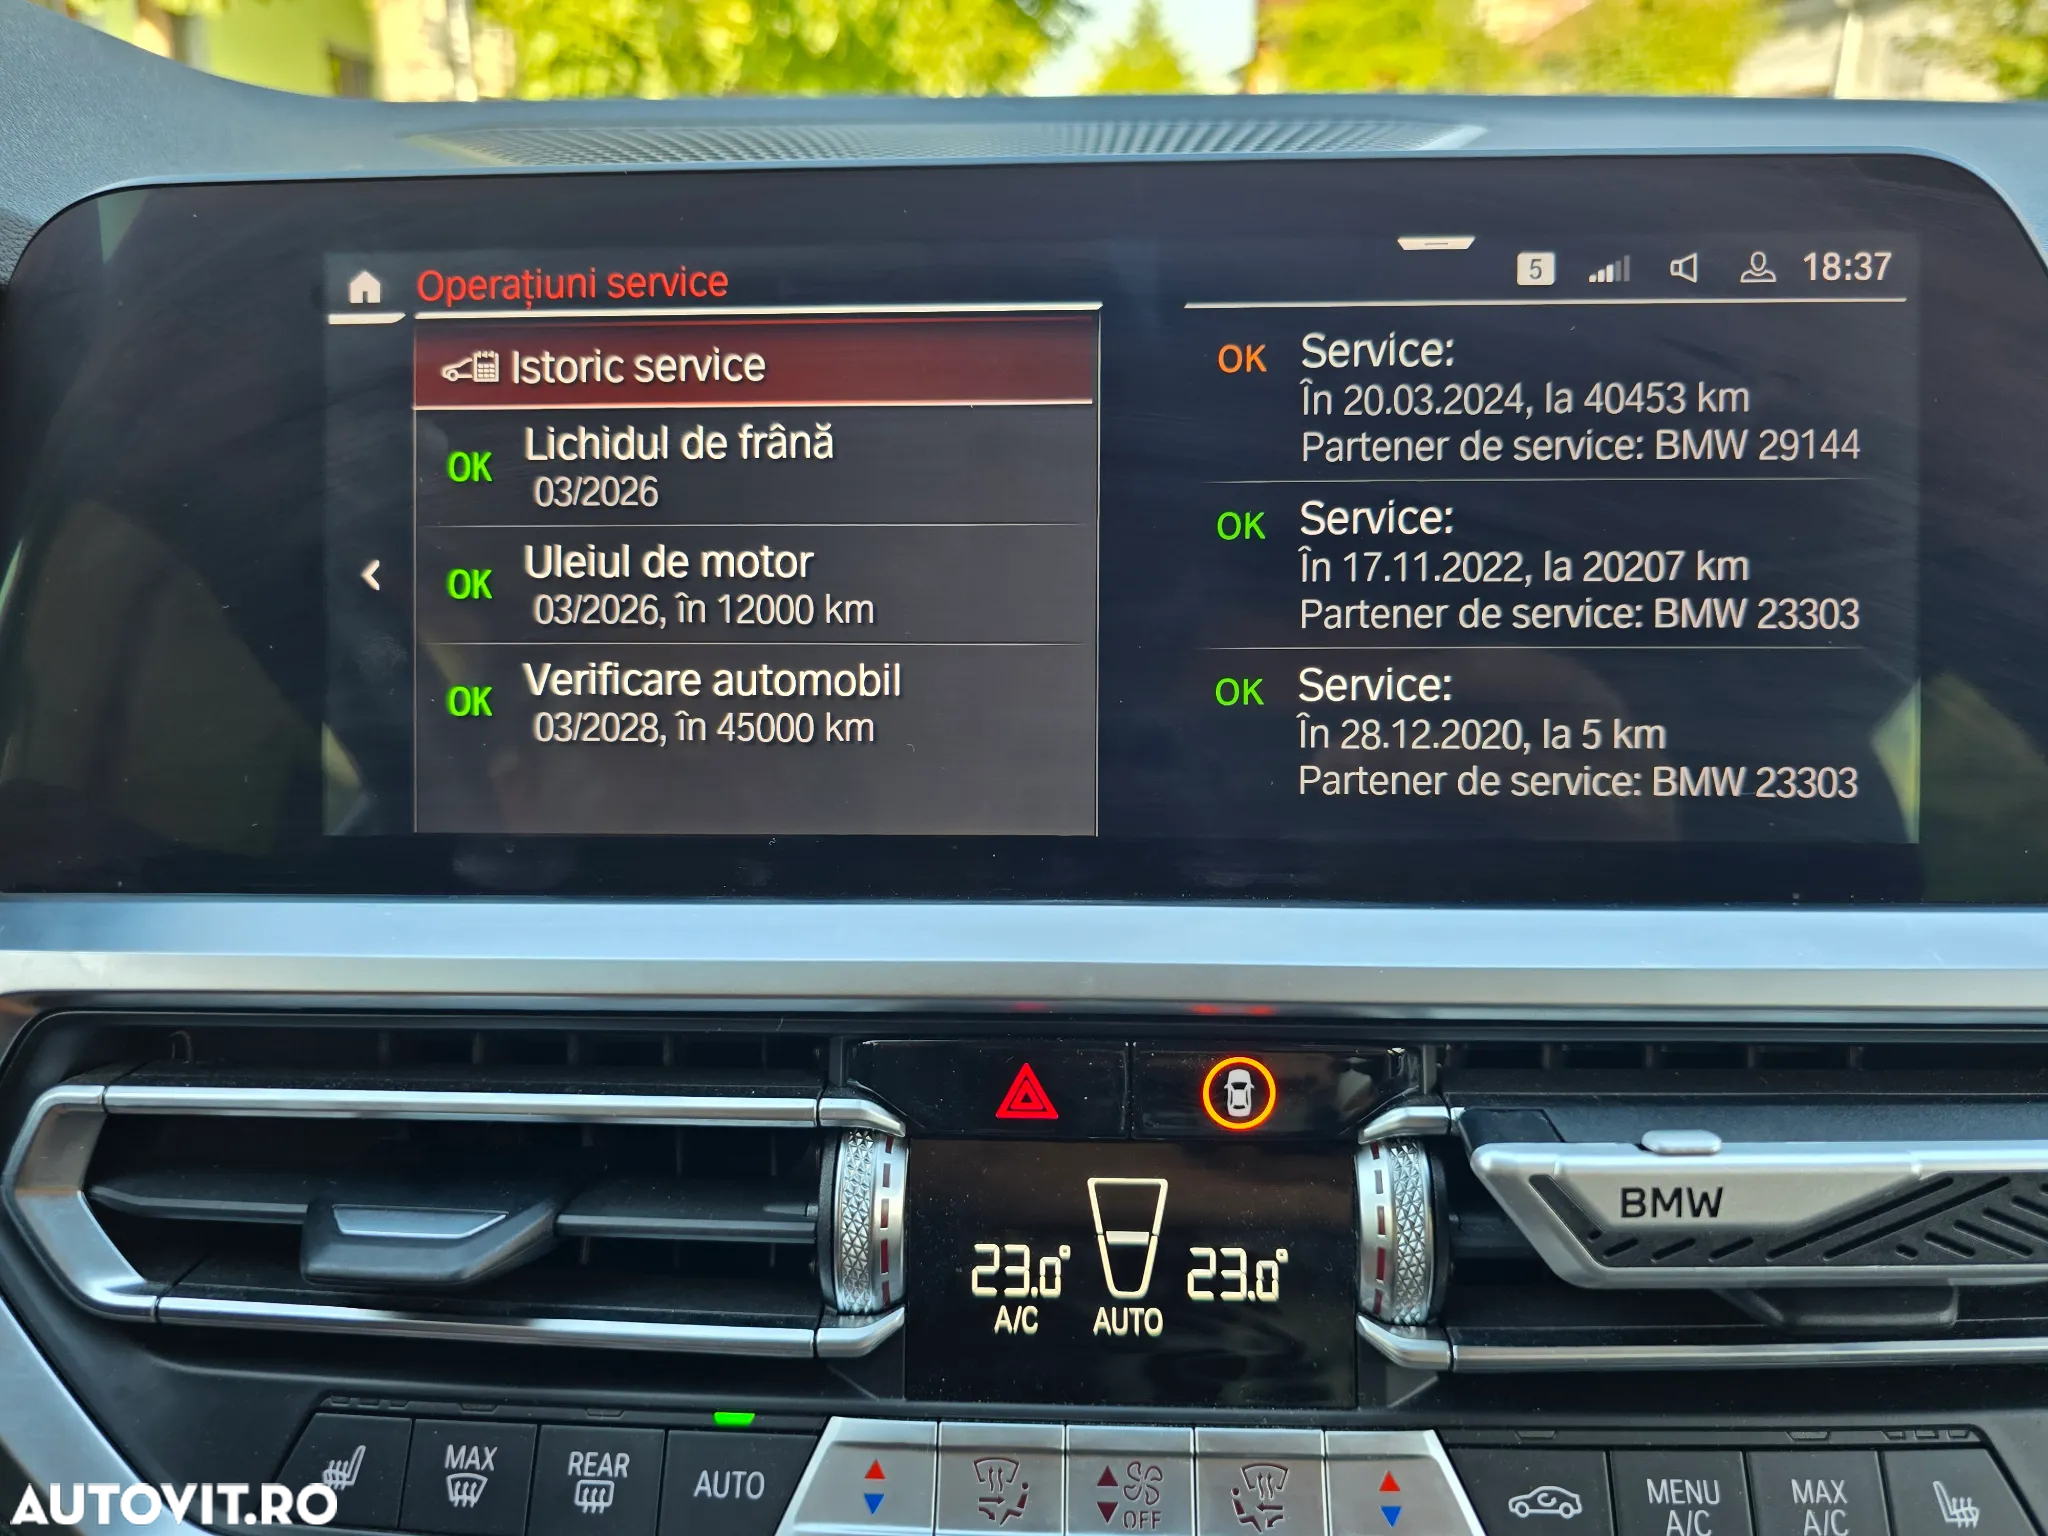 Operațiuni service
5
18:37
Istoric service
OK Lichidul de frână
03/2026
OK Uleiul de motor
03/2026, în 12000 km
OK Verificare automobil
03/2028, în 45000 km
OK Service:
În 20.03.2024, la 40453 km
Partener de service: BMW 29144
OK Service:
În 17.11.2022, la 20207 km
Partener de service: BMW 23303
OK Service:
În 28.12.2020, la 5 km
Partener de service: BMW 23303
BMW
23.0° 23.0°
A/C AUTO
MAX
REAR
AUTO
OFF
MENU
A/C
MAX
A/C
AUTOVIT.RO